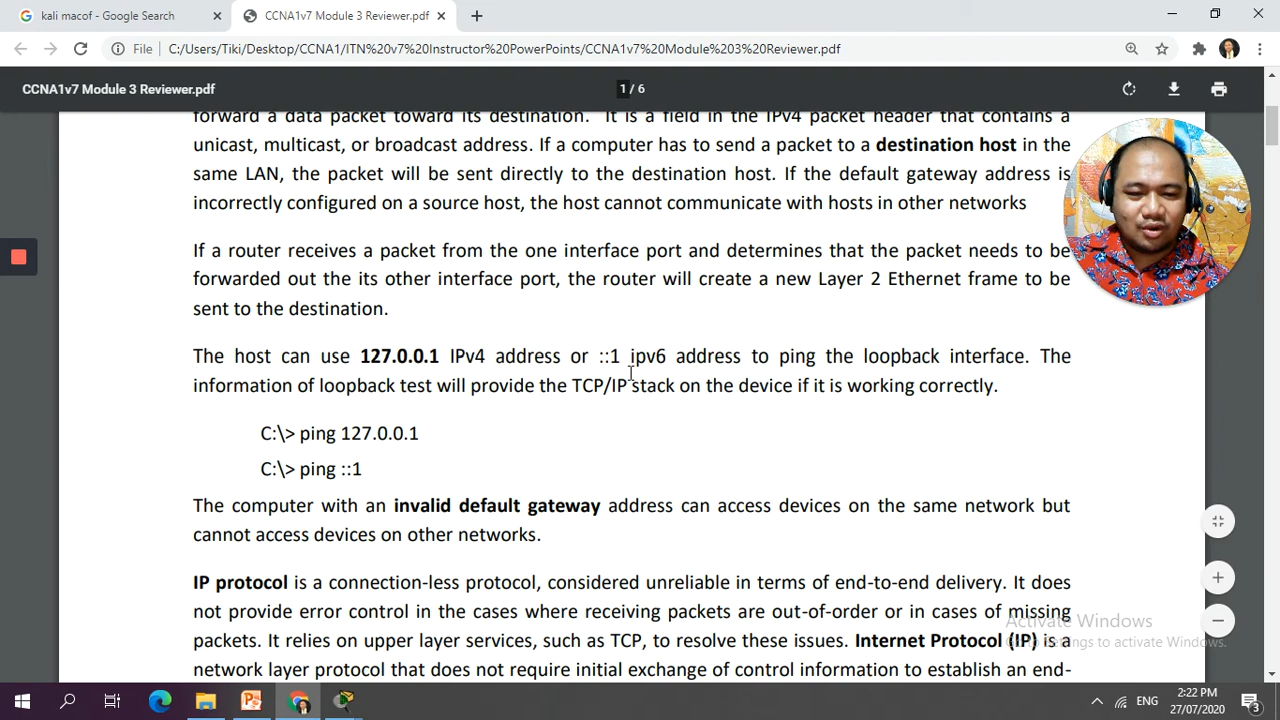 kali macof - Google Search
CCNA1v7 Module 3 Reviewer.pdf
File
C:/Users/Tiki/Desktop/CCNA1/ITN%20v7%20Instructor%20PowerPoints/CCNA1v7%20Module%203%20Reviewer.pdf
CCNA1v7 Module 3 Reviewer.pdf
1 / 6
forward a data packet toward its destination. It is a field in the IPv4 packet header that contains a
unicast, multicast, or broadcast address. If a computer has to send a packet to a destination host in the
same LAN, the packet will be sent directly to the destination host. If the default gateway address is
incorrectly configured on a source host, the host cannot communicate with hosts in other networks
If a router receives a packet from the one interface port and determines that the packet needs to be
forwarded out the its other interface port, the router will create a new Layer 2 Ethernet frame to be
sent to the destination.
The host can use 127.0.0.1 IPv4 address or ::1 ipv6 address to ping the loopback interface. The
information of loopback test will provide the TCP/IP stack on the device if it is working correctly.
C:\> ping 127.0.0.1
C:\> ping ::1
The computer with an invalid default gateway address can access devices on the same network but
cannot access devices on other networks.
IP protocol is a connection-less protocol, considered unreliable in terms of end-to-end delivery. It does
not provide error control in the cases where receiving packets are out-of-order or in cases of missing
packets. It relies on upper layer services, such as TCP, to resolve these issues. Internet Protocol (IP) is a
network layer protocol that does not require initial exchange of control information to establish an end-
Activate Windows
Go to Settings to activate Windows.
ENG
2:22 PM
27/07/2020
3